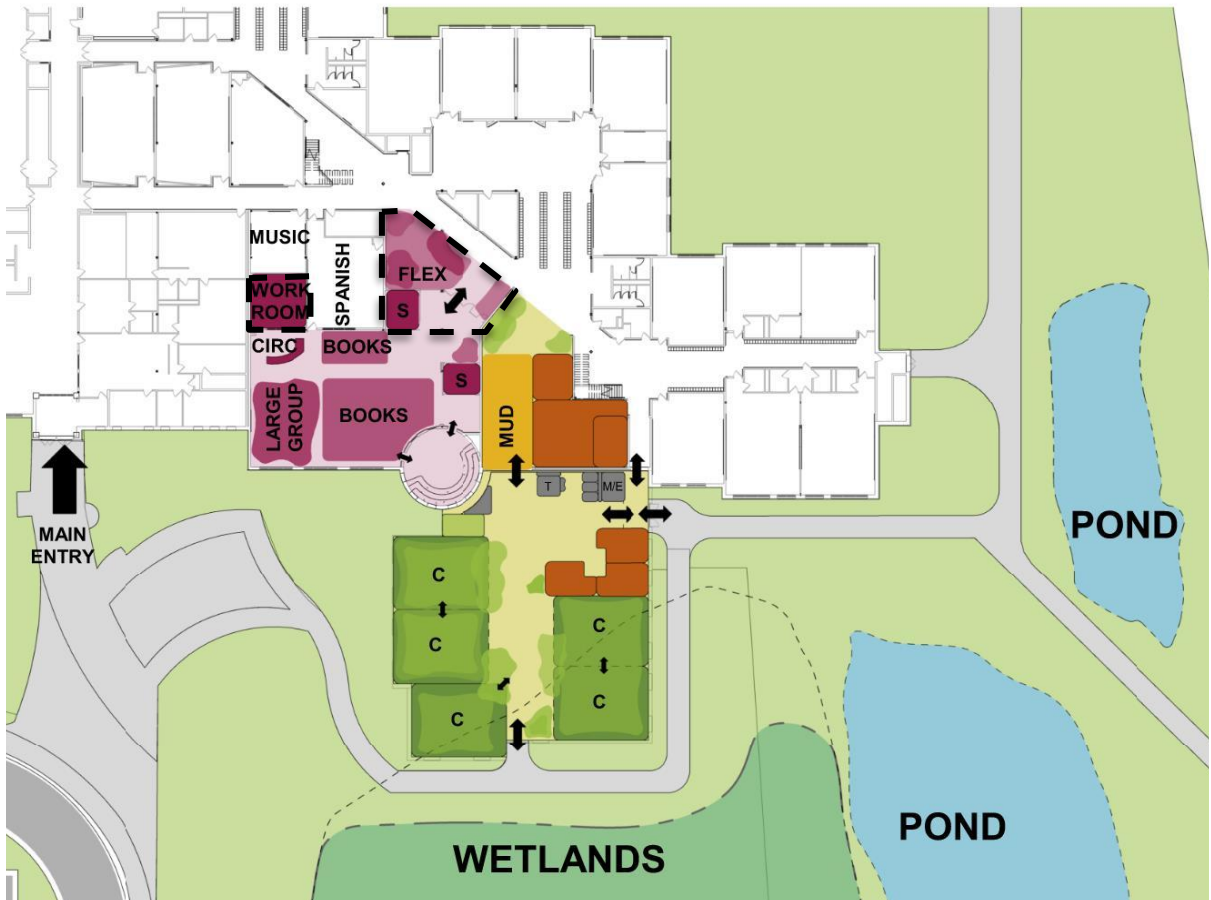 MUSIC
SPANISH
FLEX
WORK
ROOM
S
CIRC
BOOKS
S
LARGE
GROUP
BOOKS
MUD
T
M/E
MAIN
ENTRY
POND
C
C
C
C
C
POND
WETLANDS